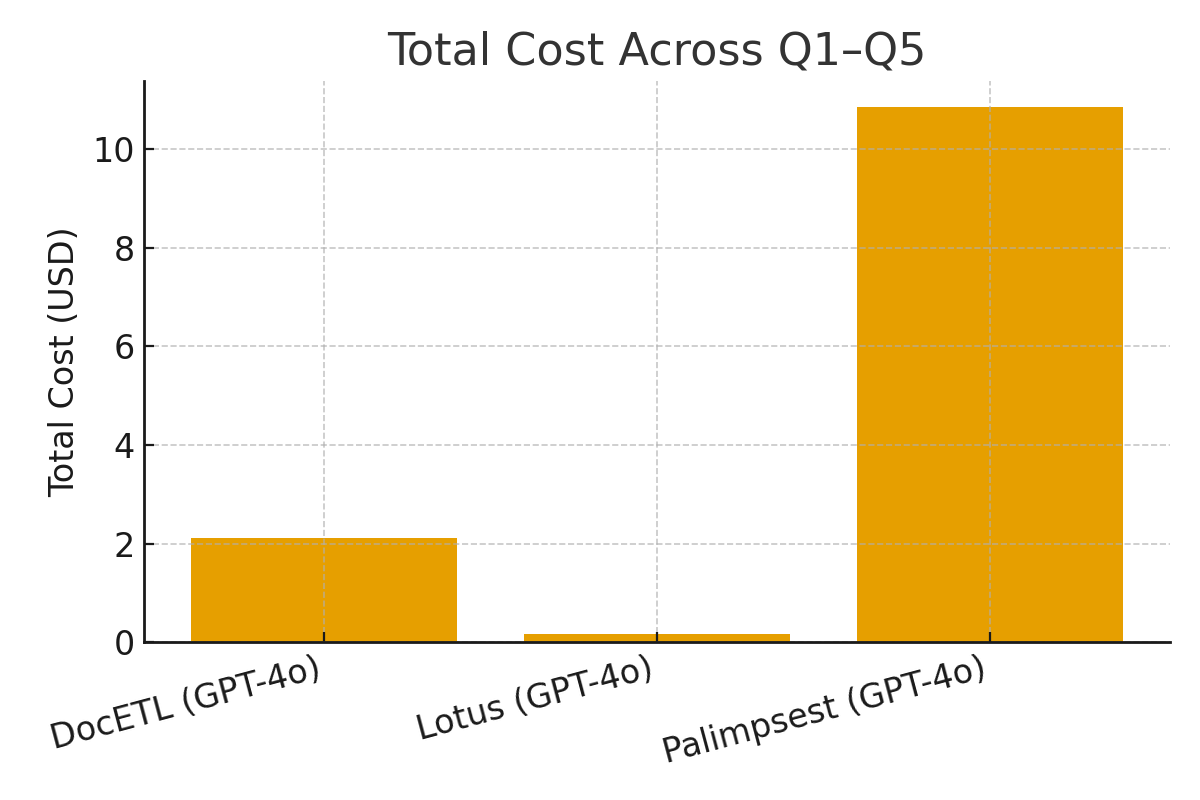 Total Cost Across Q1–Q5
Total Cost (USD)
10
8
6
4
2
0
DocETL (GPT-4o)
Lotus (GPT-4o)
Palimpsest (GPT-4o)